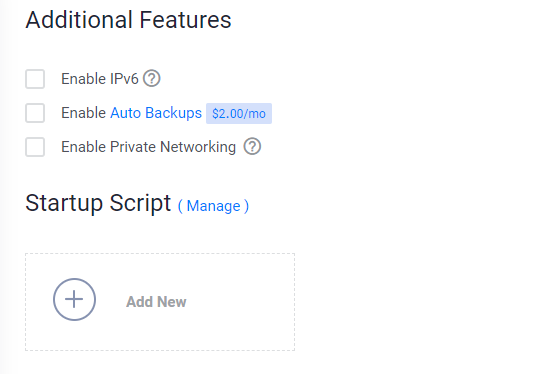 Additional Features
Enable IPv6 ?
Enable Auto Backups $2.00/mo
Enable Private Networking ?
Startup Script ( Manage )
Add New